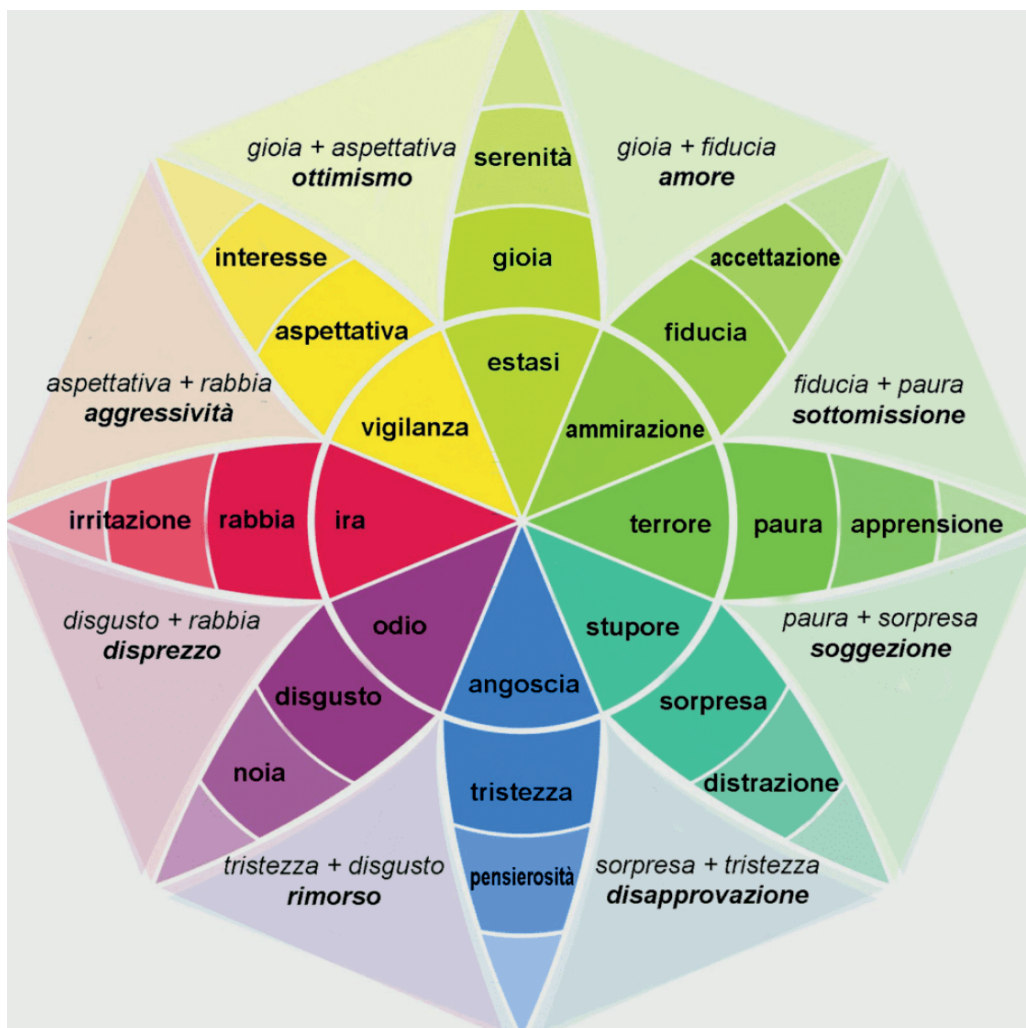 serenità
gioia + aspettativa
ottimismo
gioia + fiducia
amore
interesse
gioia
accettazione
aspettativa
fiducia
estasi
vigilanza
ammirazione
aspettativa + rabbia
aggressività
fiducia + paura
sottomissione
irritazione
rabbia
ira
terrore
paura
apprensione
disgusto + rabbia
disprezzo
odio
stupore
paura + sorpresa
soggezione
disgusto
angoscia
sorpresa
noia
tristezza
distrazione
tristezza + disgusto
rimorso
pensierosità
sorpresa + tristezza
disapprovazione